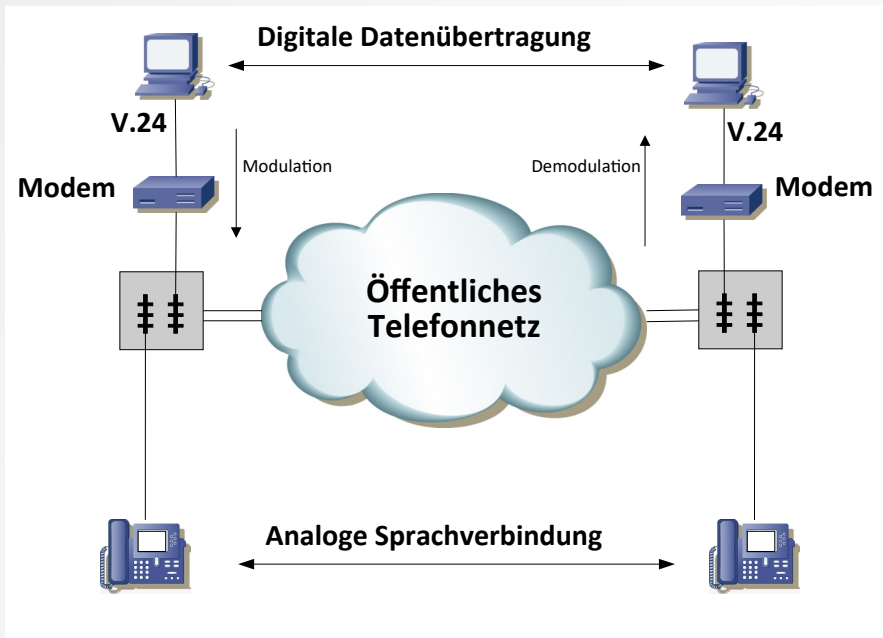 Digitale Datenübertragung
V.24
V.24
Modulation
Demodulation
Modem
Modem
Öffentliches
Telefonnetz
Analoge Sprachverbindung